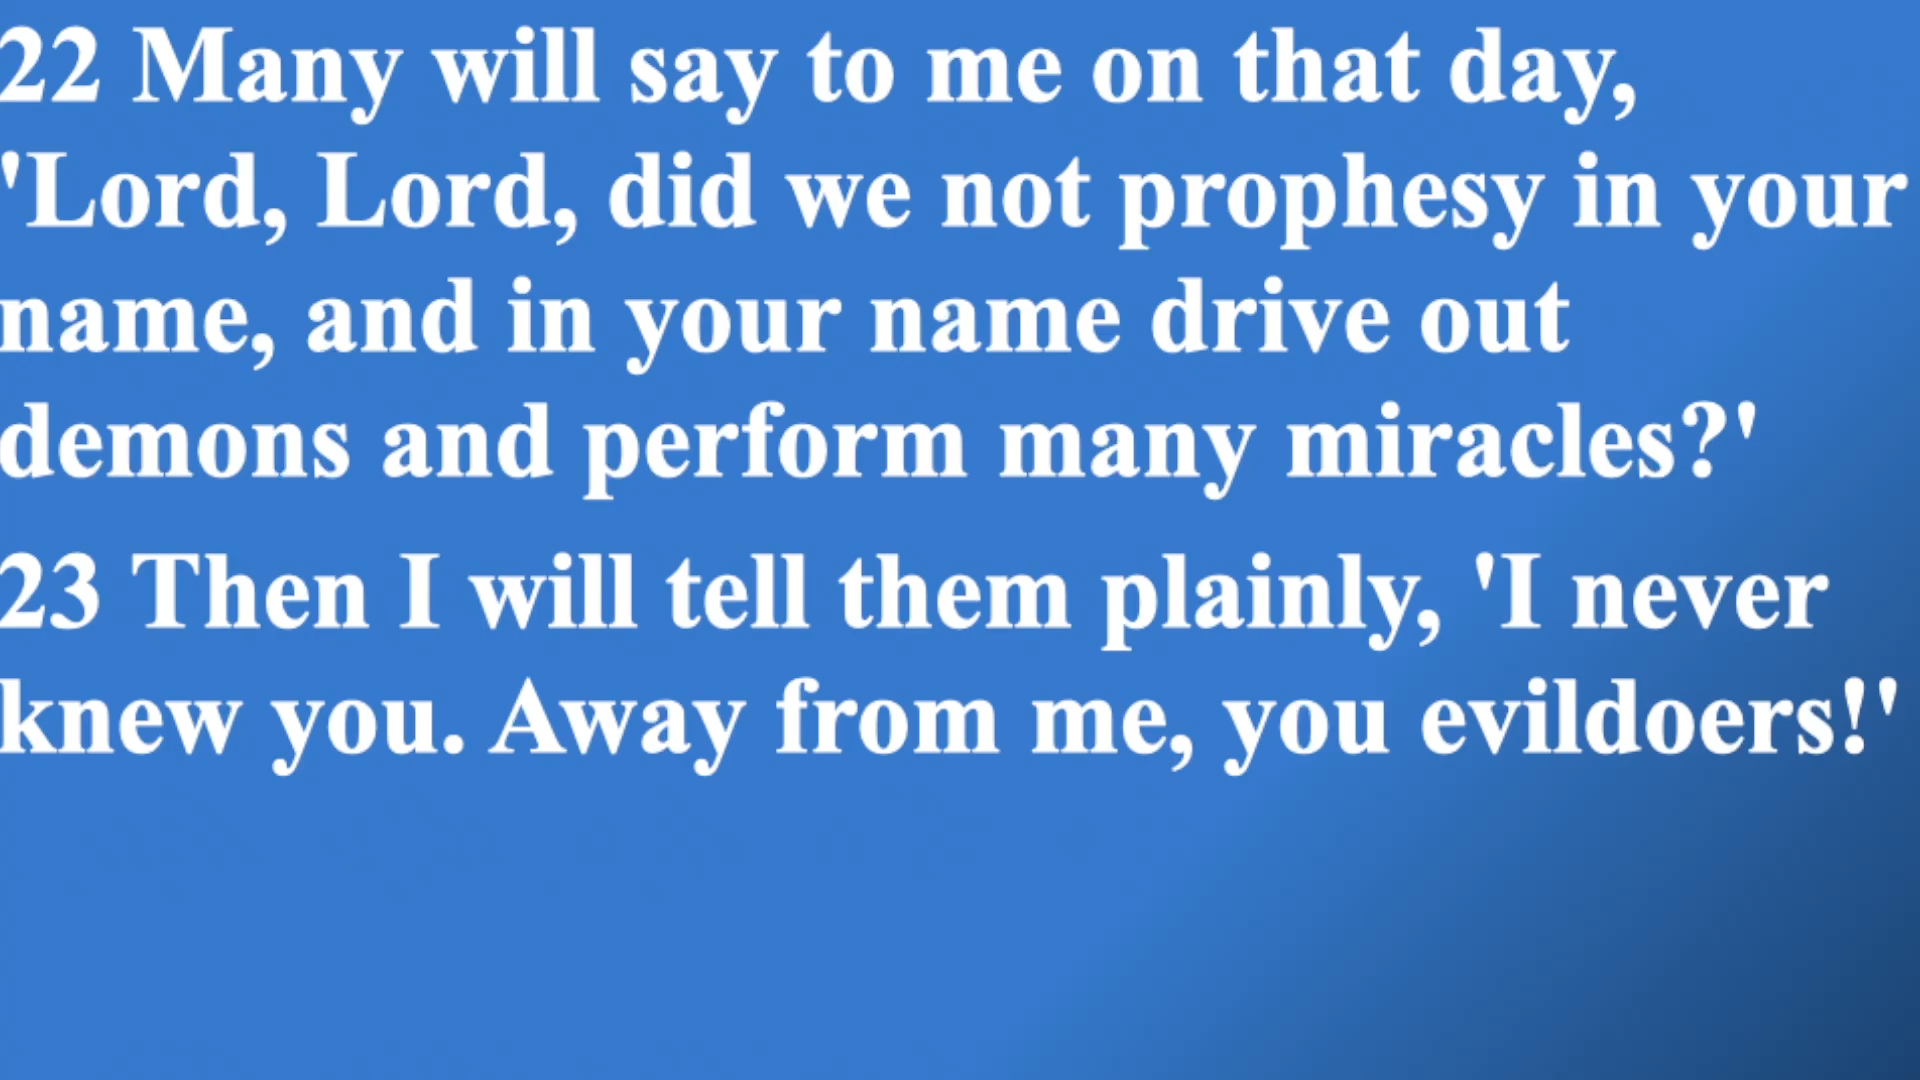 22 Many will say to me on that day,
'Lord, Lord, did we not prophesy in your
name, and in your name drive out
demons and perform many miracles?'
23 Then I will tell them plainly, 'I never
knew you. Away from me, you evildoers!'